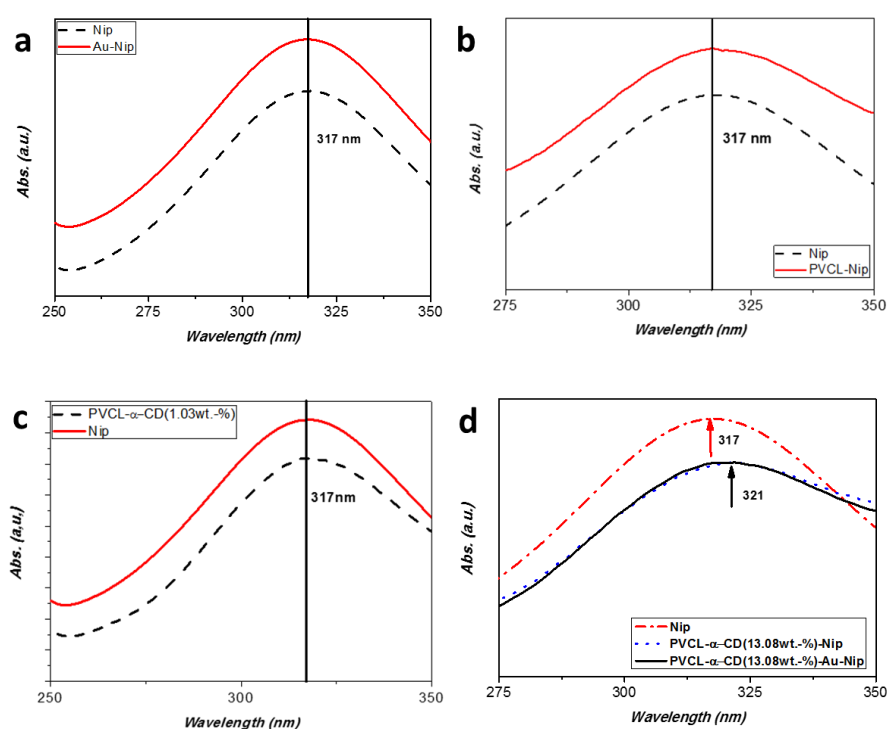 a
Nip
Au-Nip
317 nm
Abs. (a.u.)
250 275 300 325 350
Wavelength (nm)
b
317 nm
Nip
PVCL-Nip
Abs. (a.u.)
275 300 325 350
Wavelength (nm)
c
PVCL-α-CD(1.03wt.-%)
Nip
317nm
Abs. (a,u,)
250 300 350
Wavelength (nm)
d
317
321
Nip
PVCL-α-CD(13.08wt.-%)-Nip
PVCL-α-CD(13.08wt.-%)-Au-Nip
Abs. (a.u.)
275 300 325 350
Wavelength (nm)